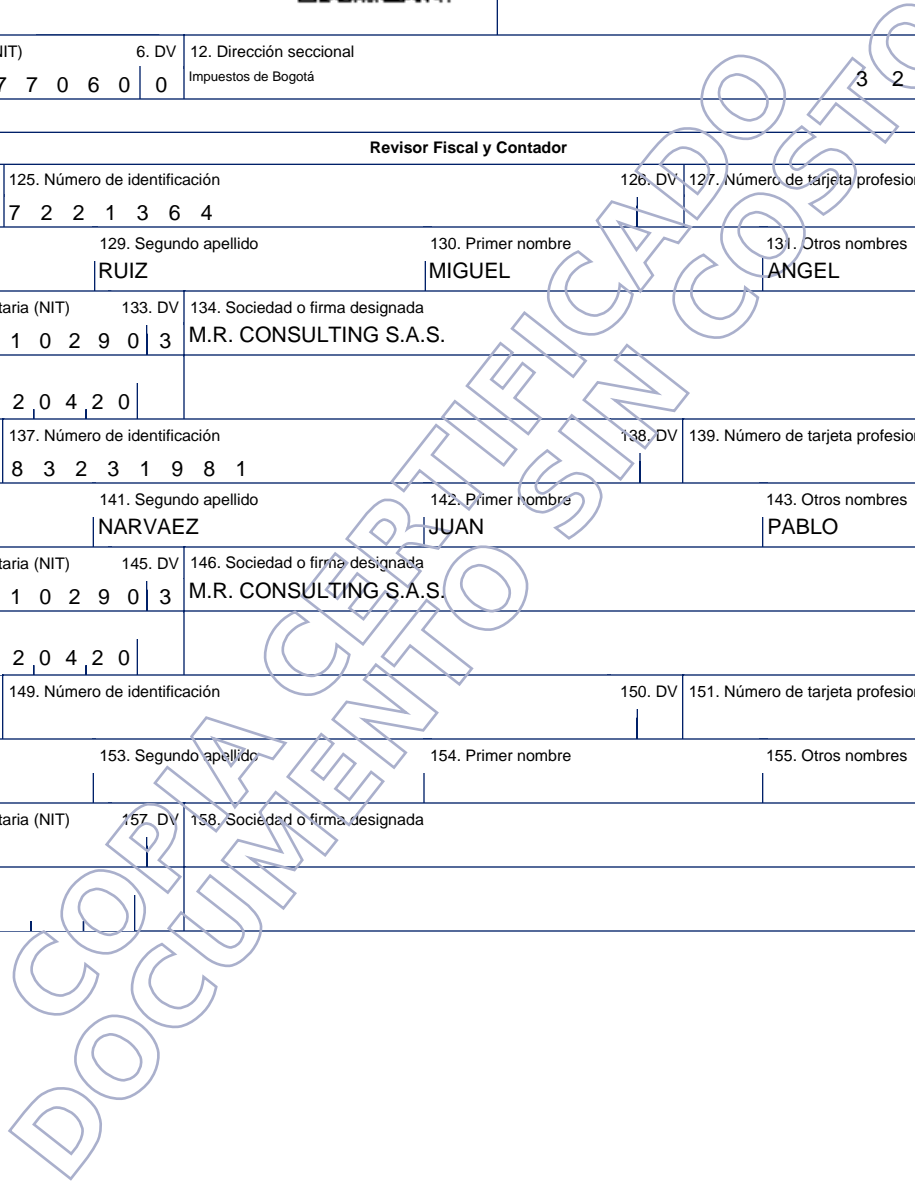 6. DV 12. Dirección seccional
7 7 0 6 0 0 Impuestos de Bogotá 3 2
Revisor Fiscal y Contador
125. Número de identificación 126. DV 127. Número de tarjeta profesion
7 2 2 1 3 6 4
129. Segundo apellido 130. Primer nombre 131. Otros nombres
RUIZ MIGUEL ANGEL
taria (NIT) 133. DV 134. Sociedad o firma designada
1 0 2 9 0 3 M.R. CONSULTING S.A.S.
2 0 4 2 0
137. Número de identificación 138. DV 139. Número de tarjeta profesion
8 3 2 3 1 9 8 1
141. Segundo apellido 142. Primer nombre 143. Otros nombres
NARVAEZ JUAN PABLO
taria (NIT) 145. DV 146. Sociedad o firma designada
1 0 2 9 0 3 M.R. CONSULTING S.A.S.
2 0 4 2 0
149. Número de identificación 150. DV 151. Número de tarjeta profesion
153. Segundo apellido 154. Primer nombre 155. Otros nombres
taria (NIT) 157. DV 158. Sociedad o firma designada
COPIA CERTIFICADO
DOCUMENTO SIN COSTO